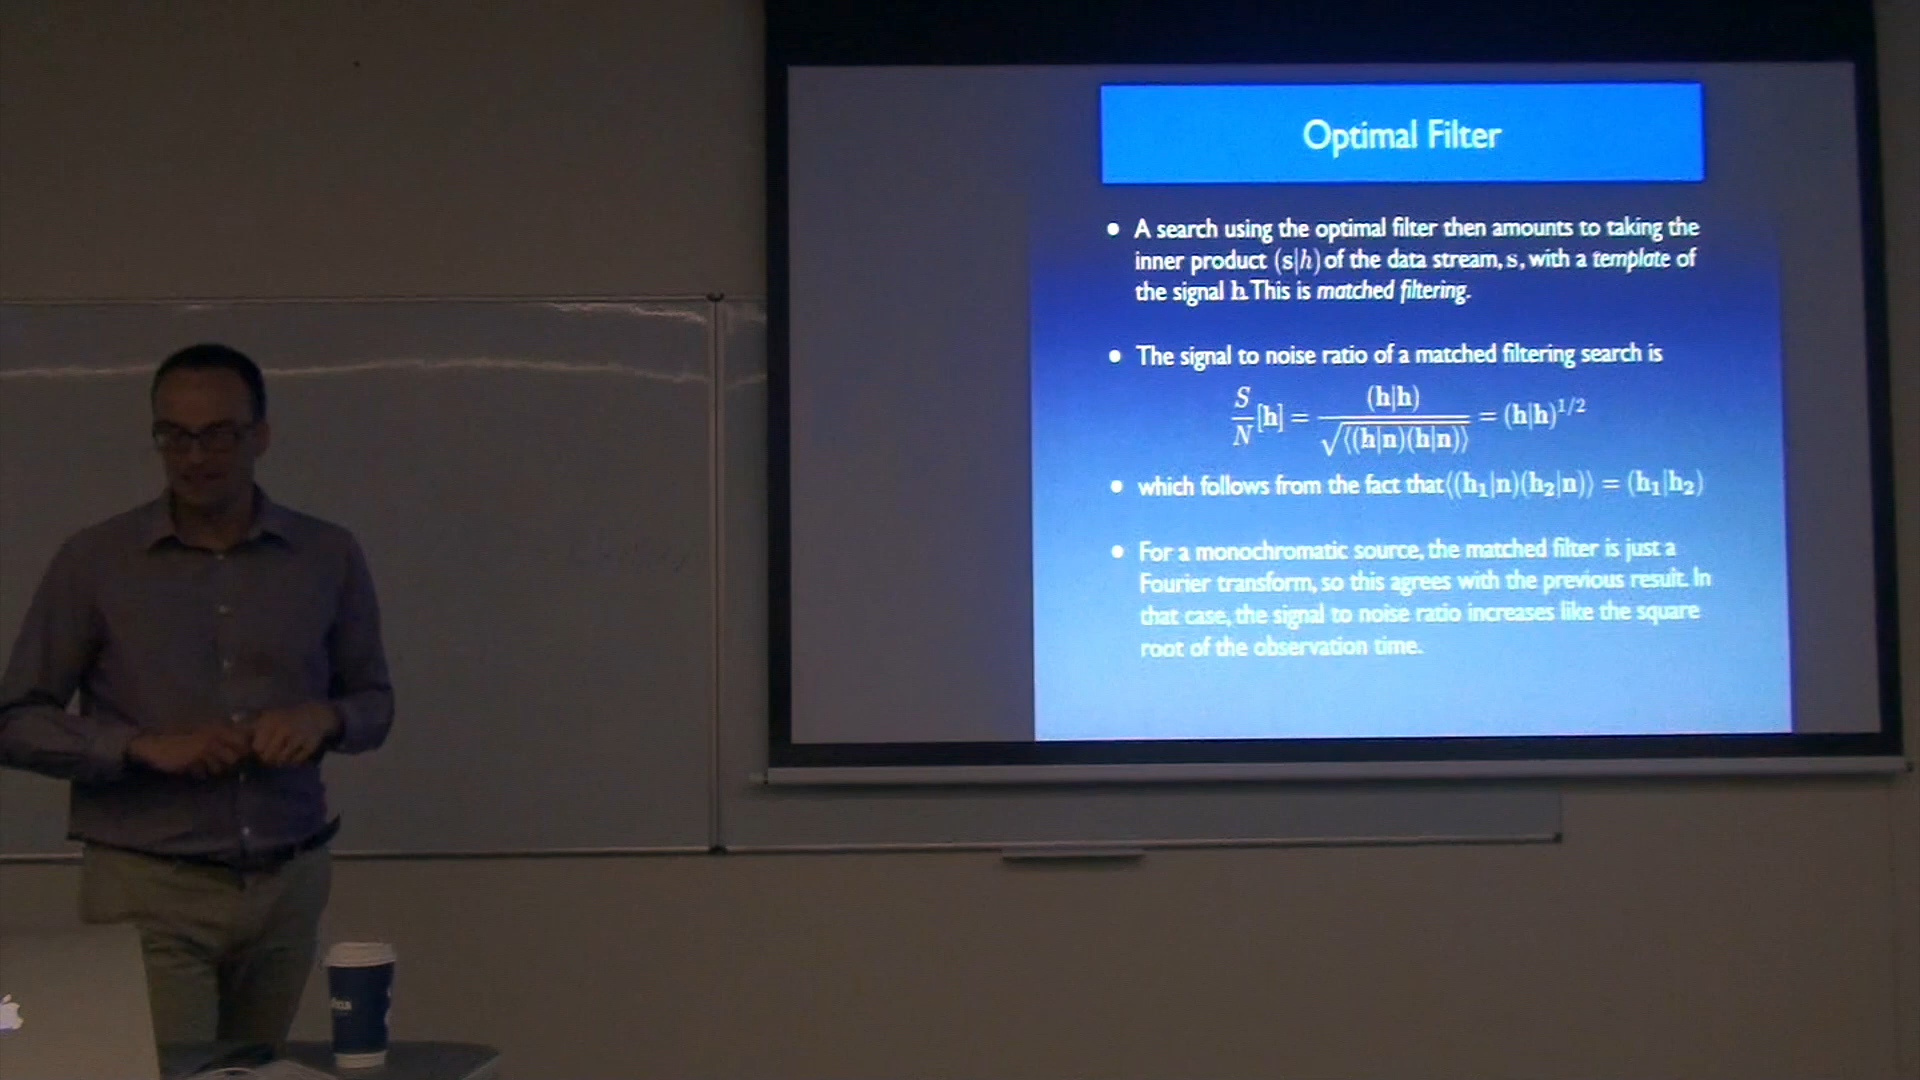 Optimal Filter
• A search using the optimal filter then amounts to taking the
inner product (s|h) of the data stream, s, with a template of
the signal h. This is matched filtering.
• The signal to noise ratio of a matched filtering search is
S/N [h] = (h|h) / √⟨(h|n)(h|n)⟩ = (h|h)^1/2
• which follows from the fact that ⟨(h₁|n)(h₂|n)⟩ = (h₁|h₂)
• For a monochromatic source, the matched filter is just a
Fourier transform, so this agrees with the previous result. In
that case, the signal to noise ratio increases like the square
root of the observation time.